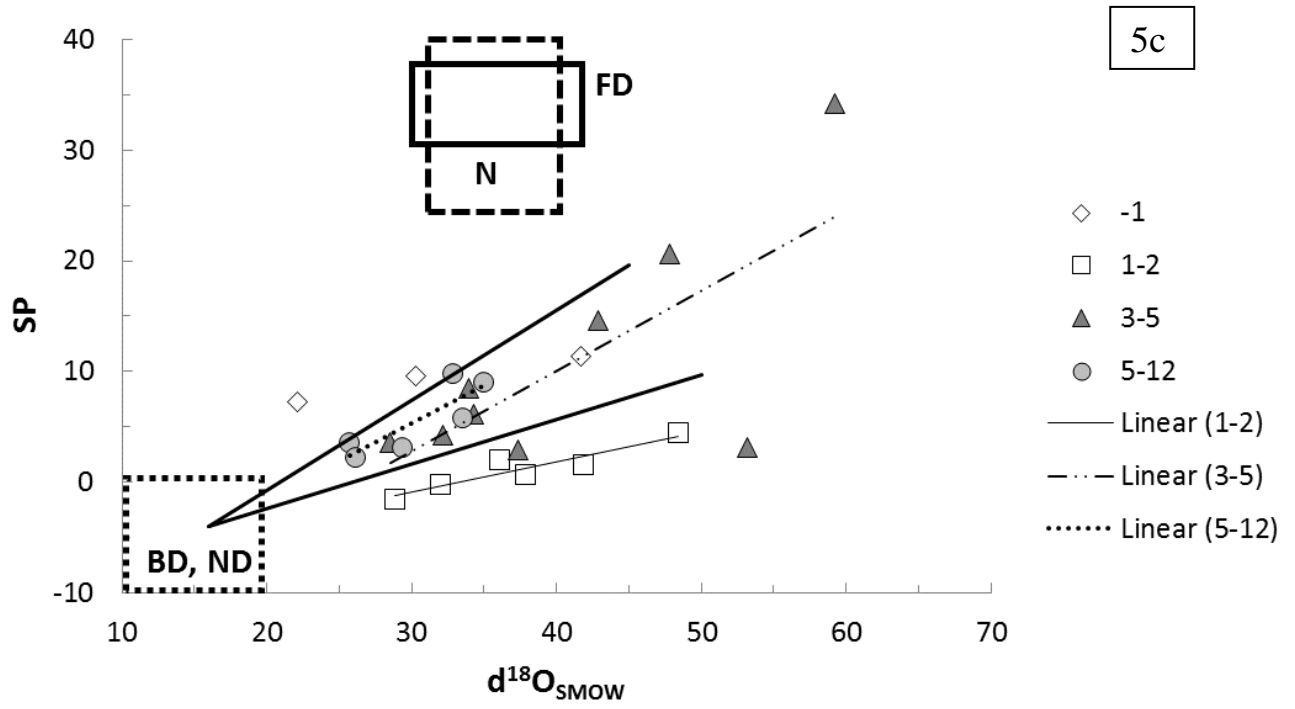 5c
40
30
20
10
0
-10
SP
FD
N
BD, ND
10 20 30 40 50 60 70
d¹⁸O_SMOW
-1
1-2
3-5
5-12
Linear (1-2)
Linear (3-5)
Linear (5-12)